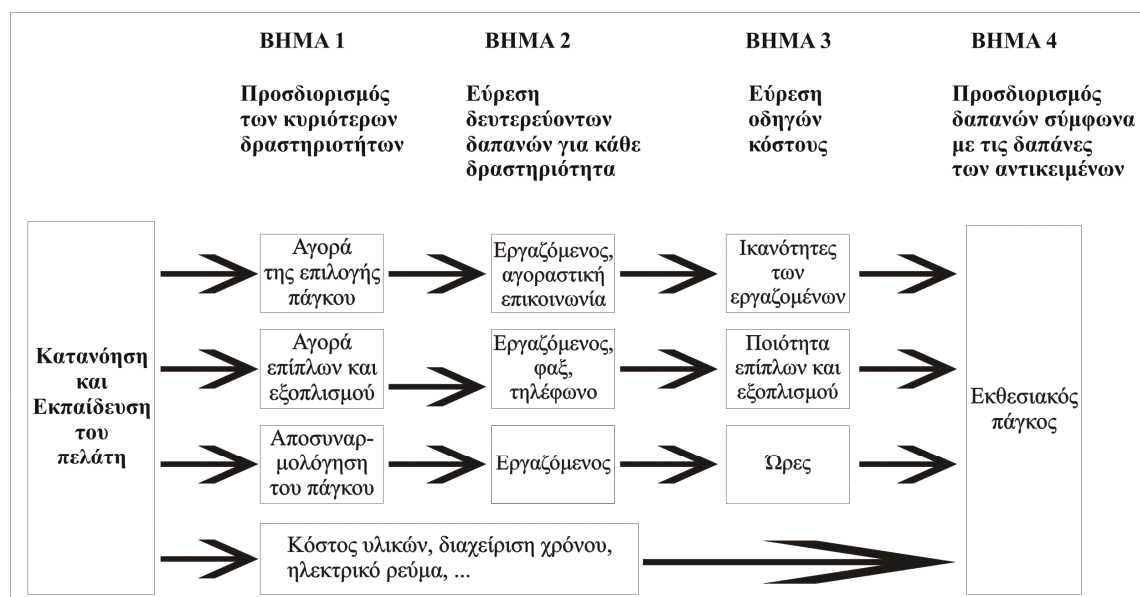 ΒΗΜΑ 1
Προσδιορισμός
των κυριότερων
δραστηριοτήτων
ΒΗΜΑ 2
Εύρεση
δευτερεύοντων
δαπανών για κάθε
δραστηριότητα
ΒΗΜΑ 3
Εύρεση
οδηγών
κόστους
ΒΗΜΑ 4
Προσδιορισμός
δαπανών σύμφωνα
με τις δαπάνες
των αντικειμένων
Κατανόηση
και
Εκπαίδευση
του
πελάτη
Αγορά
της επιλογής
πάγκου
Εργαζόμενος,
αγοραστική
επικοινωνία
Ικανότητες
των
εργαζομένων
Αγορά
επίπλων και
εξοπλισμού
Εργαζόμενος,
φαξ,
τηλέφωνο
Ποιότητα
επίπλων και
εξοπλισμού
Αποσυναρ-
μολόγηση
του πάγκου
Εργαζόμενος
Ώρες
Κόστος υλικών, διαχείριση χρόνου,
ηλεκτρικό ρεύμα, ...
Εκθεσιακός
πάγκος